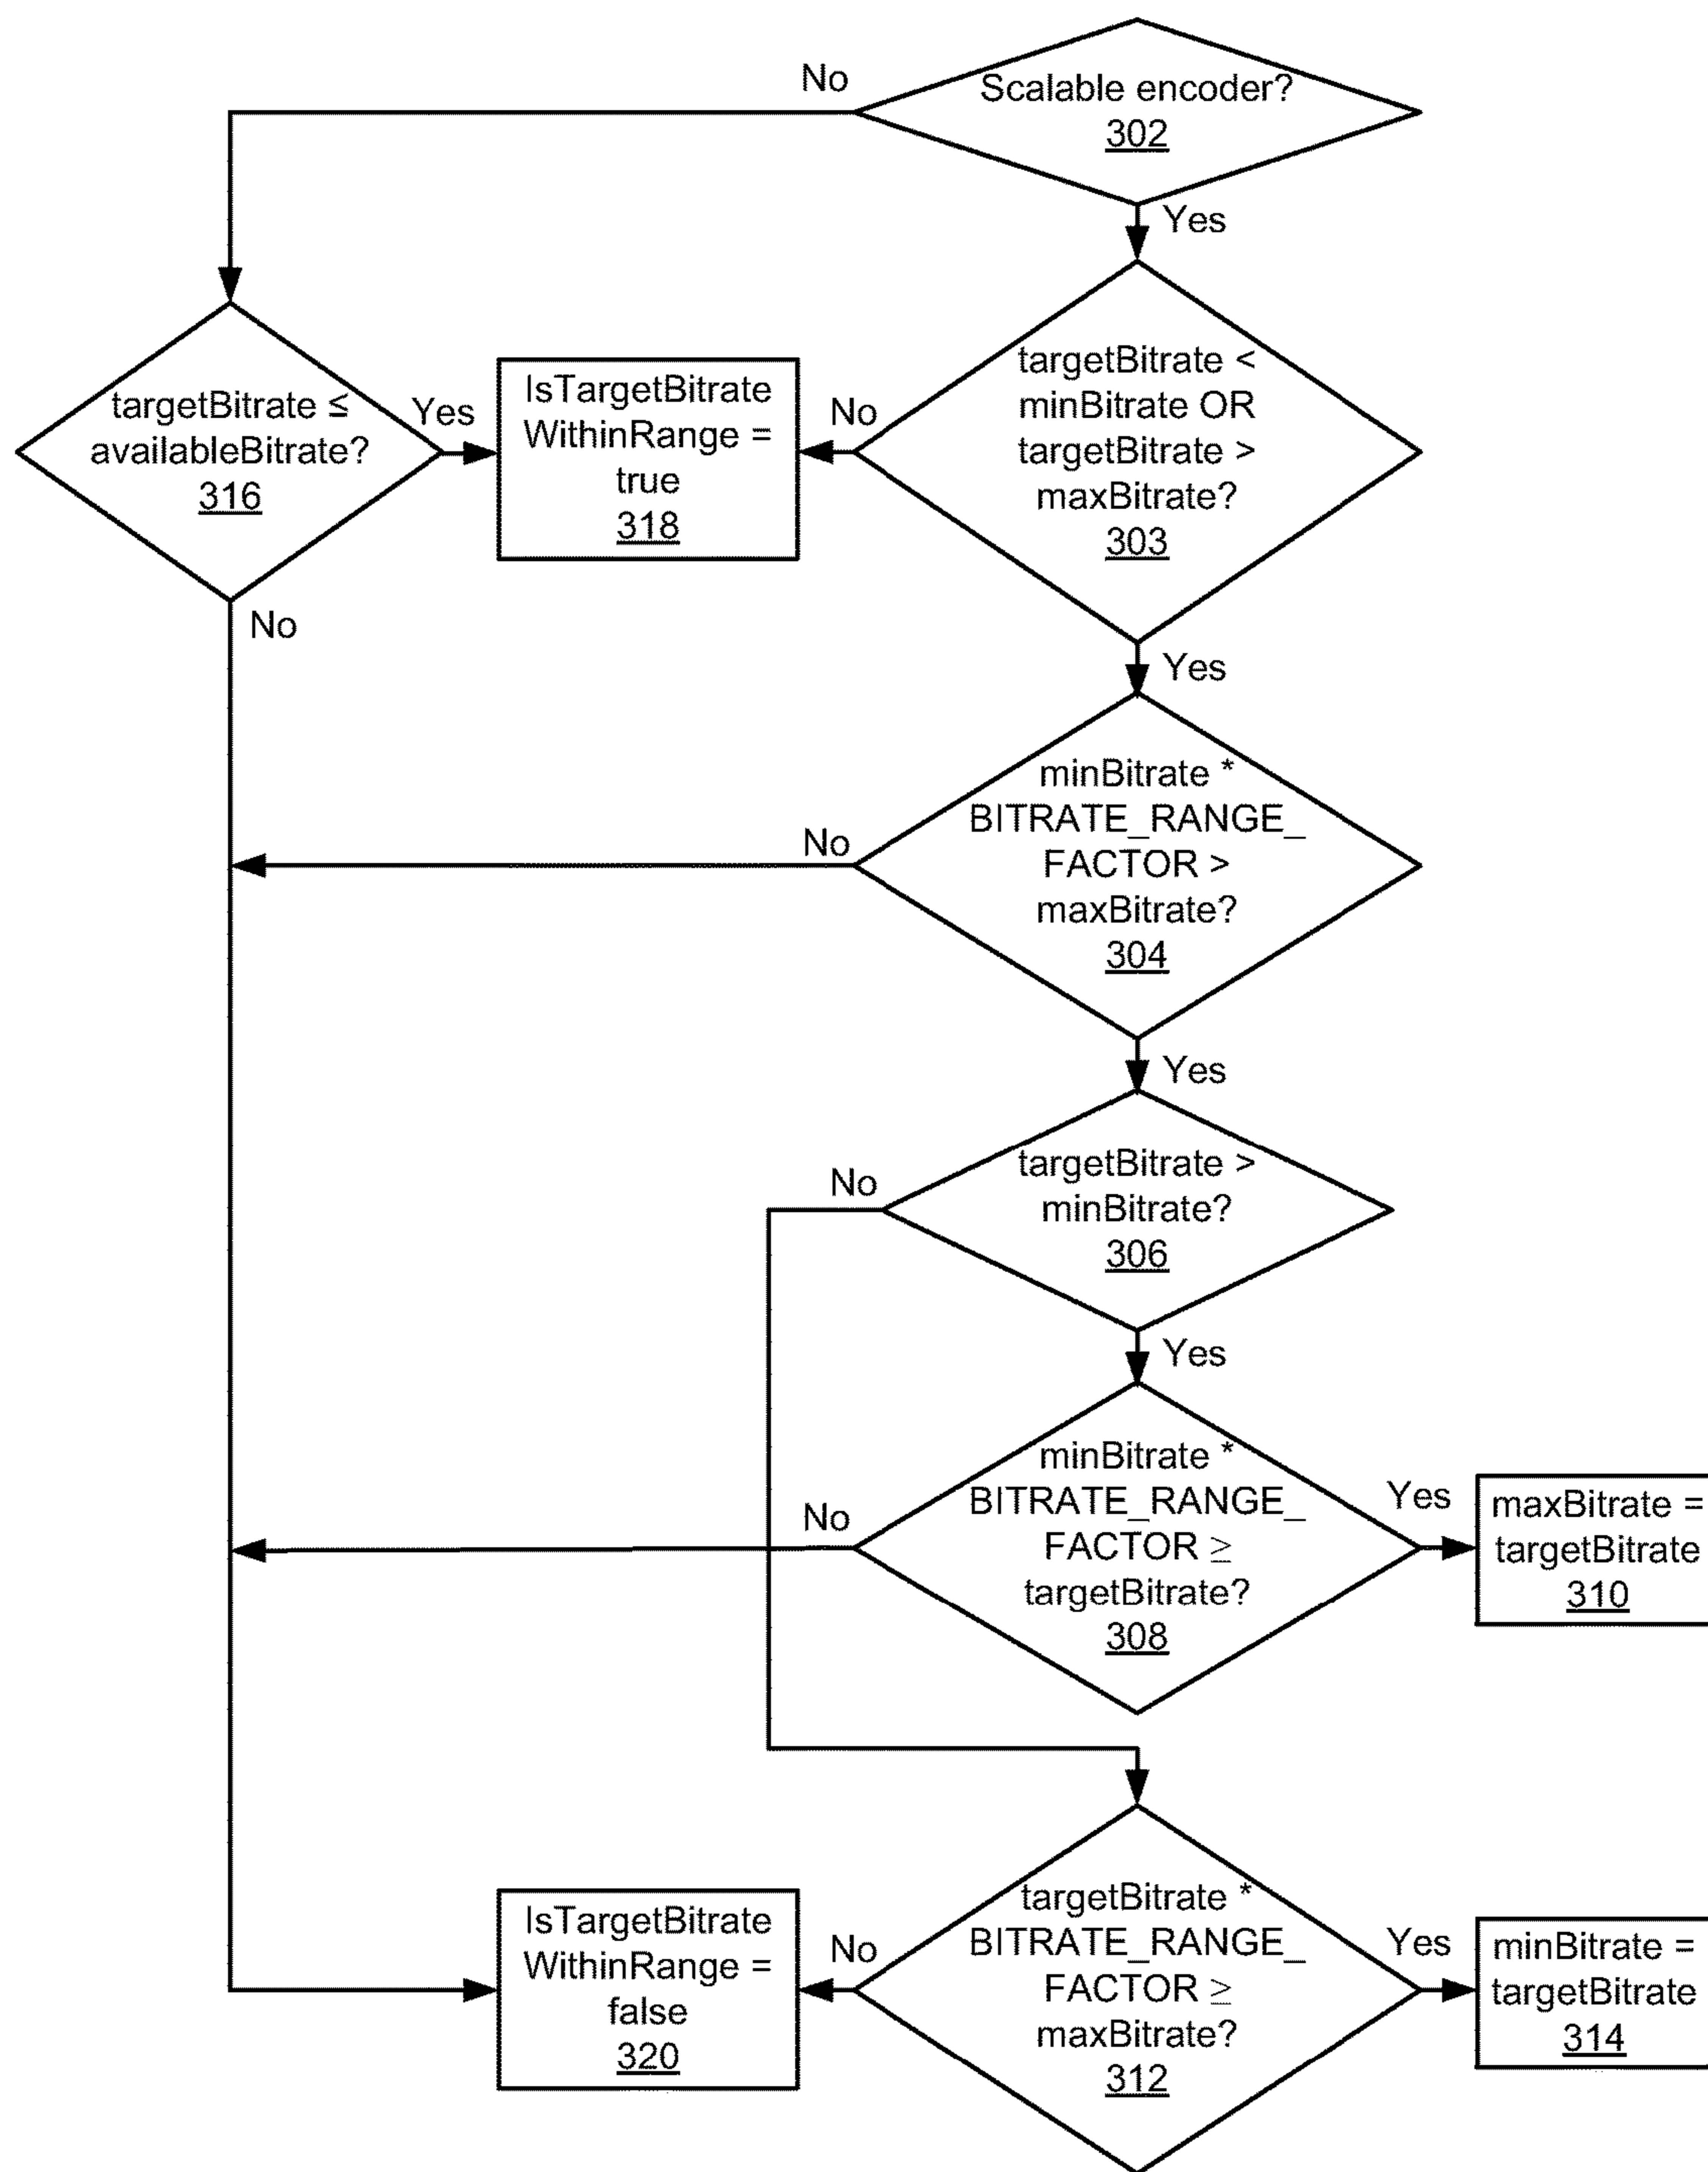 No
Scalable encoder?
302
Yes
targetBitrate ≤
availableBitrate?
316
Yes
No
IsTargetBitrate
WithinRange =
true
318
No
targetBitrate <
minBitrate OR
targetBitrate >
maxBitrate?
303
Yes
No
minBitrate *
BITRATE_RANGE_
FACTOR >
maxBitrate?
304
Yes
No
targetBitrate >
minBitrate?
306
Yes
No
minBitrate *
BITRATE_RANGE_
FACTOR ≥
targetBitrate?
308
Yes
maxBitrate =
targetBitrate
310
IsTargetBitrate
WithinRange =
false
320
No
targetBitrate *
BITRATE_RANGE_
FACTOR ≥
maxBitrate?
312
Yes
minBitrate =
targetBitrate
314